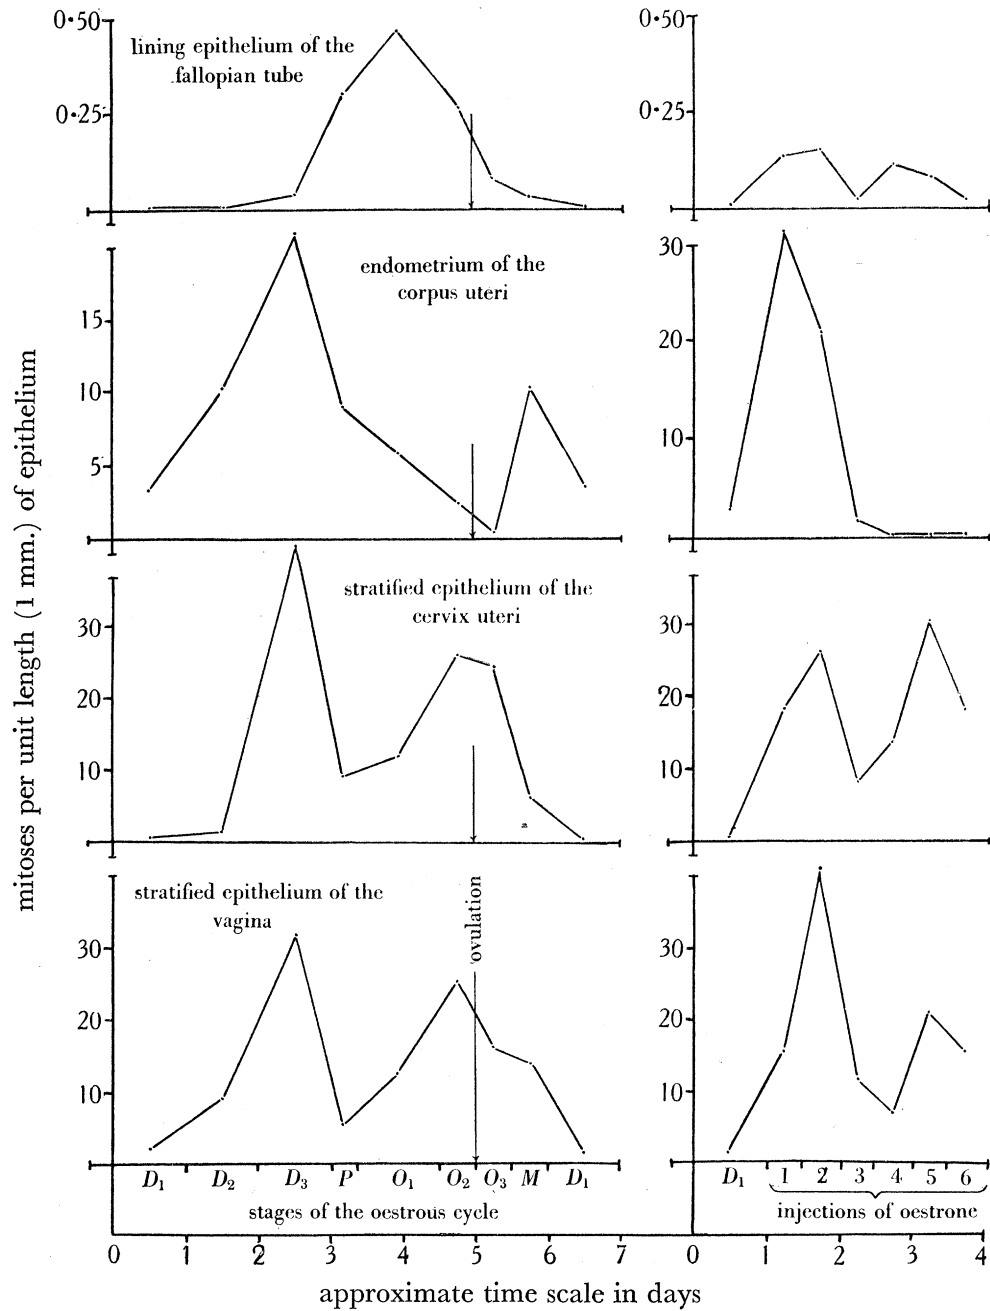 0·50
0·25
lining epithelium of the
fallopian tube
0·50
0·25
endometrium of the
corpus uteri
15
10
5
30
20
10
mitoses per unit length (1 mm.) of epithelium
stratified epithelium of the
cervix uteri
30
20
10
30
20
10
stratified epithelium of the
vagina
ovulation
30
20
10
30
20
10
D₁ D₂ D₃ P O₁ O₂ O₃ M D₁
stages of the oestrous cycle
D₁ 1 2 3 4 5 6
injections of oestrone
0 1 2 3 4 5 6 7
0 1 2 3 4
approximate time scale in days